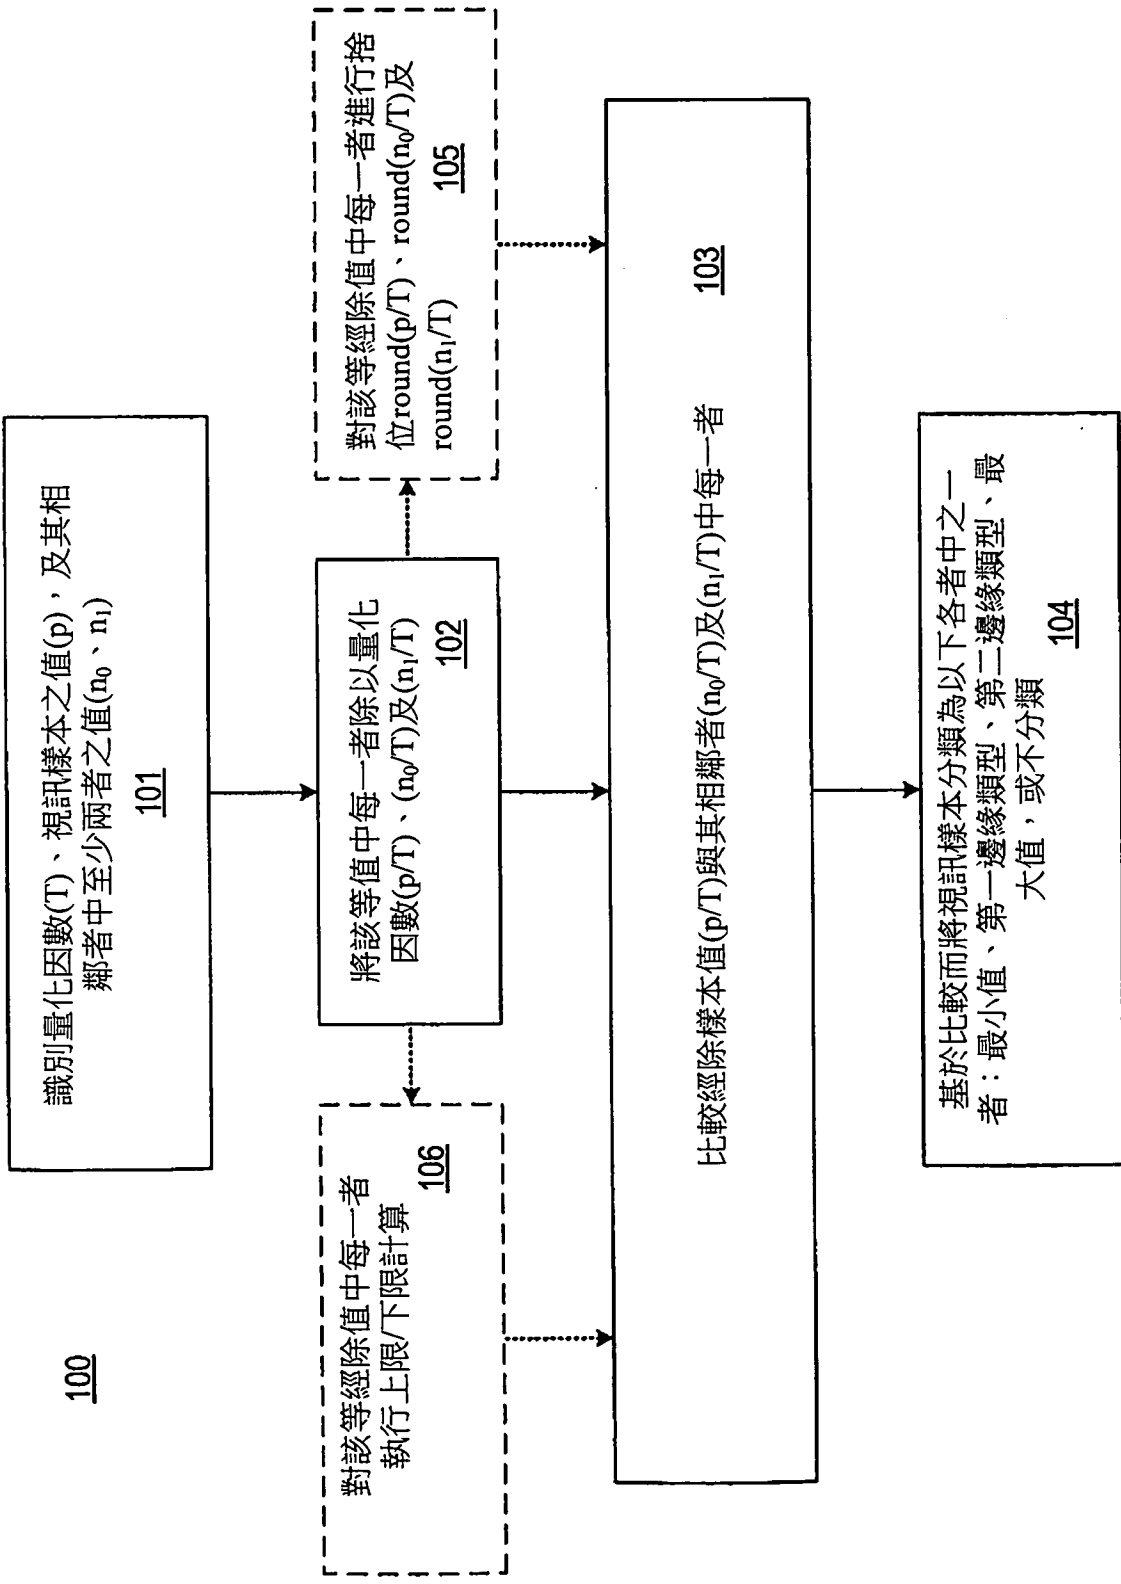 100
識別量化因數(T)、視訊樣本之值(p)，及其相
鄰者中至少兩者之值(n₀、n₁)
101
將該等值中每一者除以量化
因數(p/T)、(n₀/T)及(n₁/T)
102
對該等經除值中每一者進行捨
位round(p/T)、round(n₀/T)及
round(n₁/T)
105
對該等經除值中每一者
執行上限/下限計算
106
比較經除樣本值(p/T)與其相鄰者(n₀/T)及(n₁/T)中每一者
103
基於比較而將視訊樣本分類為以下各者中之一
者：最小值、第一邊緣類型、第二邊緣類型、最
大值，或不分類
104